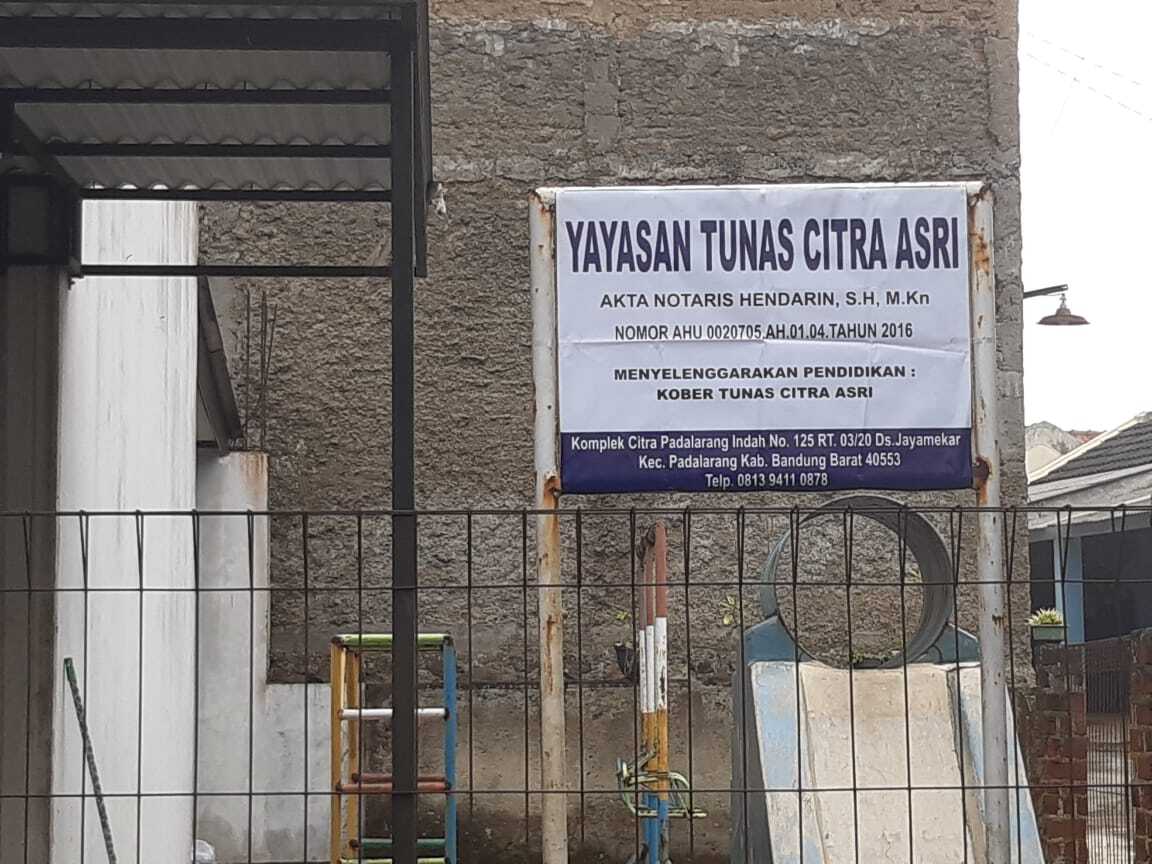 YAYASAN TUNAS CITRA ASRI
AKTA NOTARIS HENDARIN, S.H, M.Kn
NOMOR AHU 0020705.AH.01.04.TAHUN 2016
MENYELENGGARAKAN PENDIDIKAN :
KOBER TUNAS CITRA ASRI
Komplek Citra Padalarang Indah No. 125 RT. 03/20 Ds.Jayamekar
Kec. Padalarang Kab. Bandung Barat 40553
Telp. 0813 9411 0878